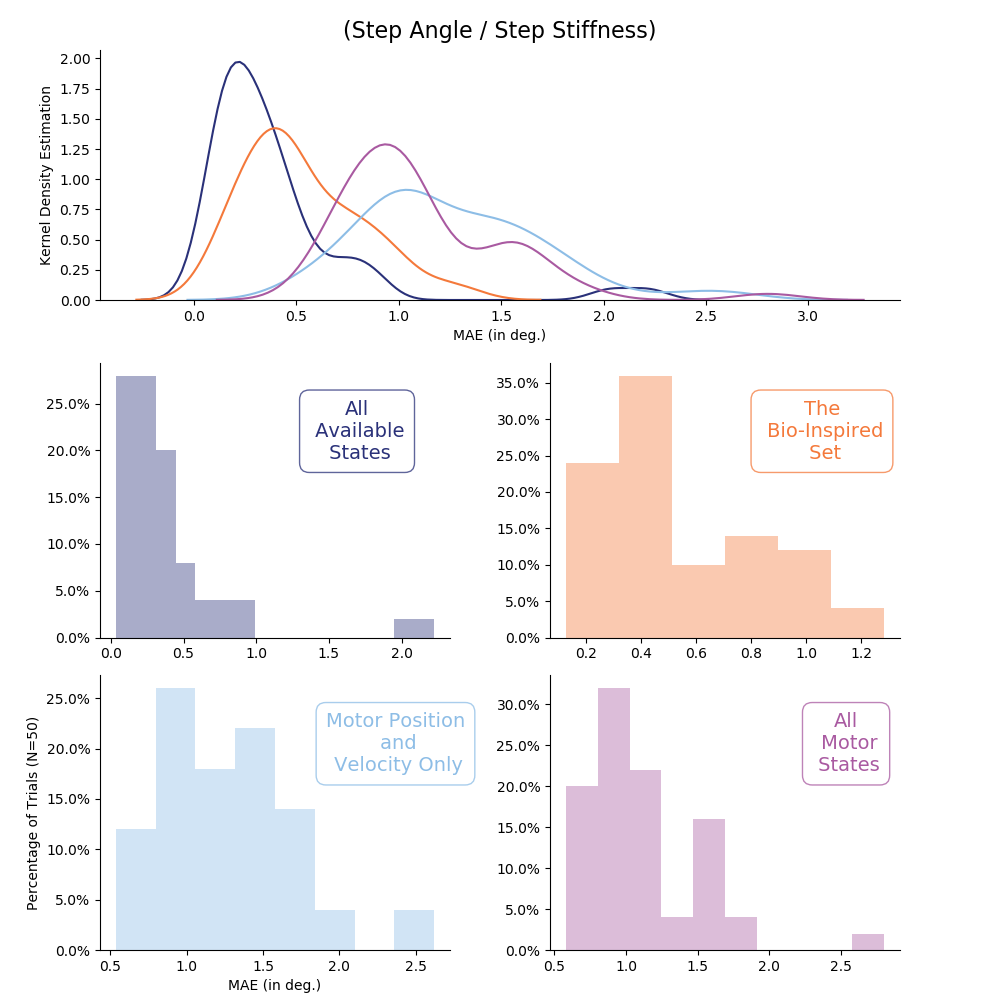 (Step Angle / Step Stiffness)
Kernel Density Estimation
2.00
1.75
1.50
1.25
1.00
0.75
0.50
0.25
0.00
0.0 0.5 1.0 1.5 2.0 2.5 3.0
MAE (in deg.)
25.0%
20.0%
15.0%
10.0%
5.0%
0.0%
0.0 0.5 1.0 1.5 2.0
All
Available
States
35.0%
30.0%
25.0%
20.0%
15.0%
10.0%
5.0%
0.0%
0.2 0.4 0.6 0.8 1.0 1.2
The
Bio-Inspired
Set
Percentage of Trials (N=50)
25.0%
20.0%
15.0%
10.0%
5.0%
0.0%
0.5 1.0 1.5 2.0 2.5
MAE (in deg.)
Motor Position
and
Velocity Only
30.0%
25.0%
20.0%
15.0%
10.0%
5.0%
0.0%
0.5 1.0 1.5 2.0 2.5
All
Motor
States